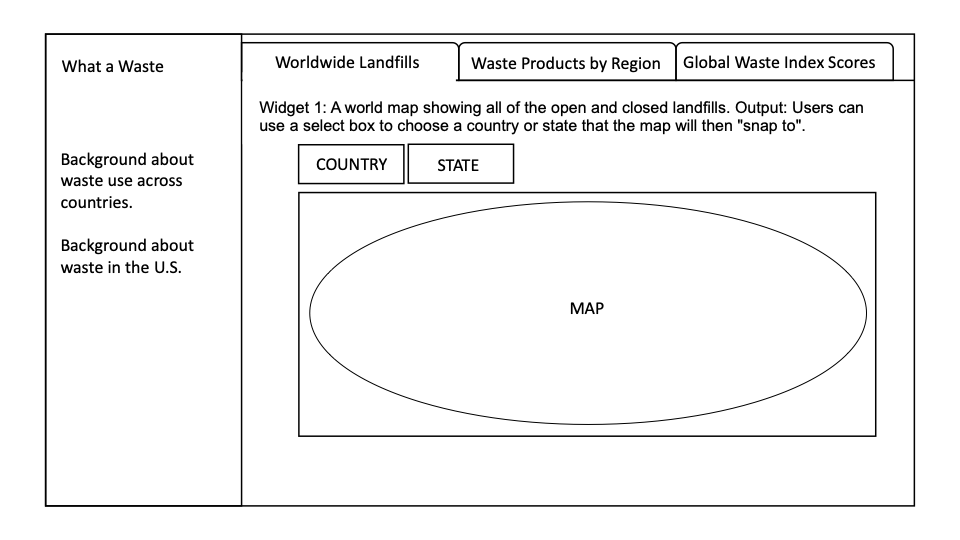 What a Waste
Background about
waste use across
countries.
Background about
waste in the U.S.
Worldwide Landfills
Waste Products by Region
Global Waste Index Scores
Widget 1: A world map showing all of the open and closed landfills. Output: Users can
use a select box to choose a country or state that the map will then "snap to".
COUNTRY
STATE
MAP